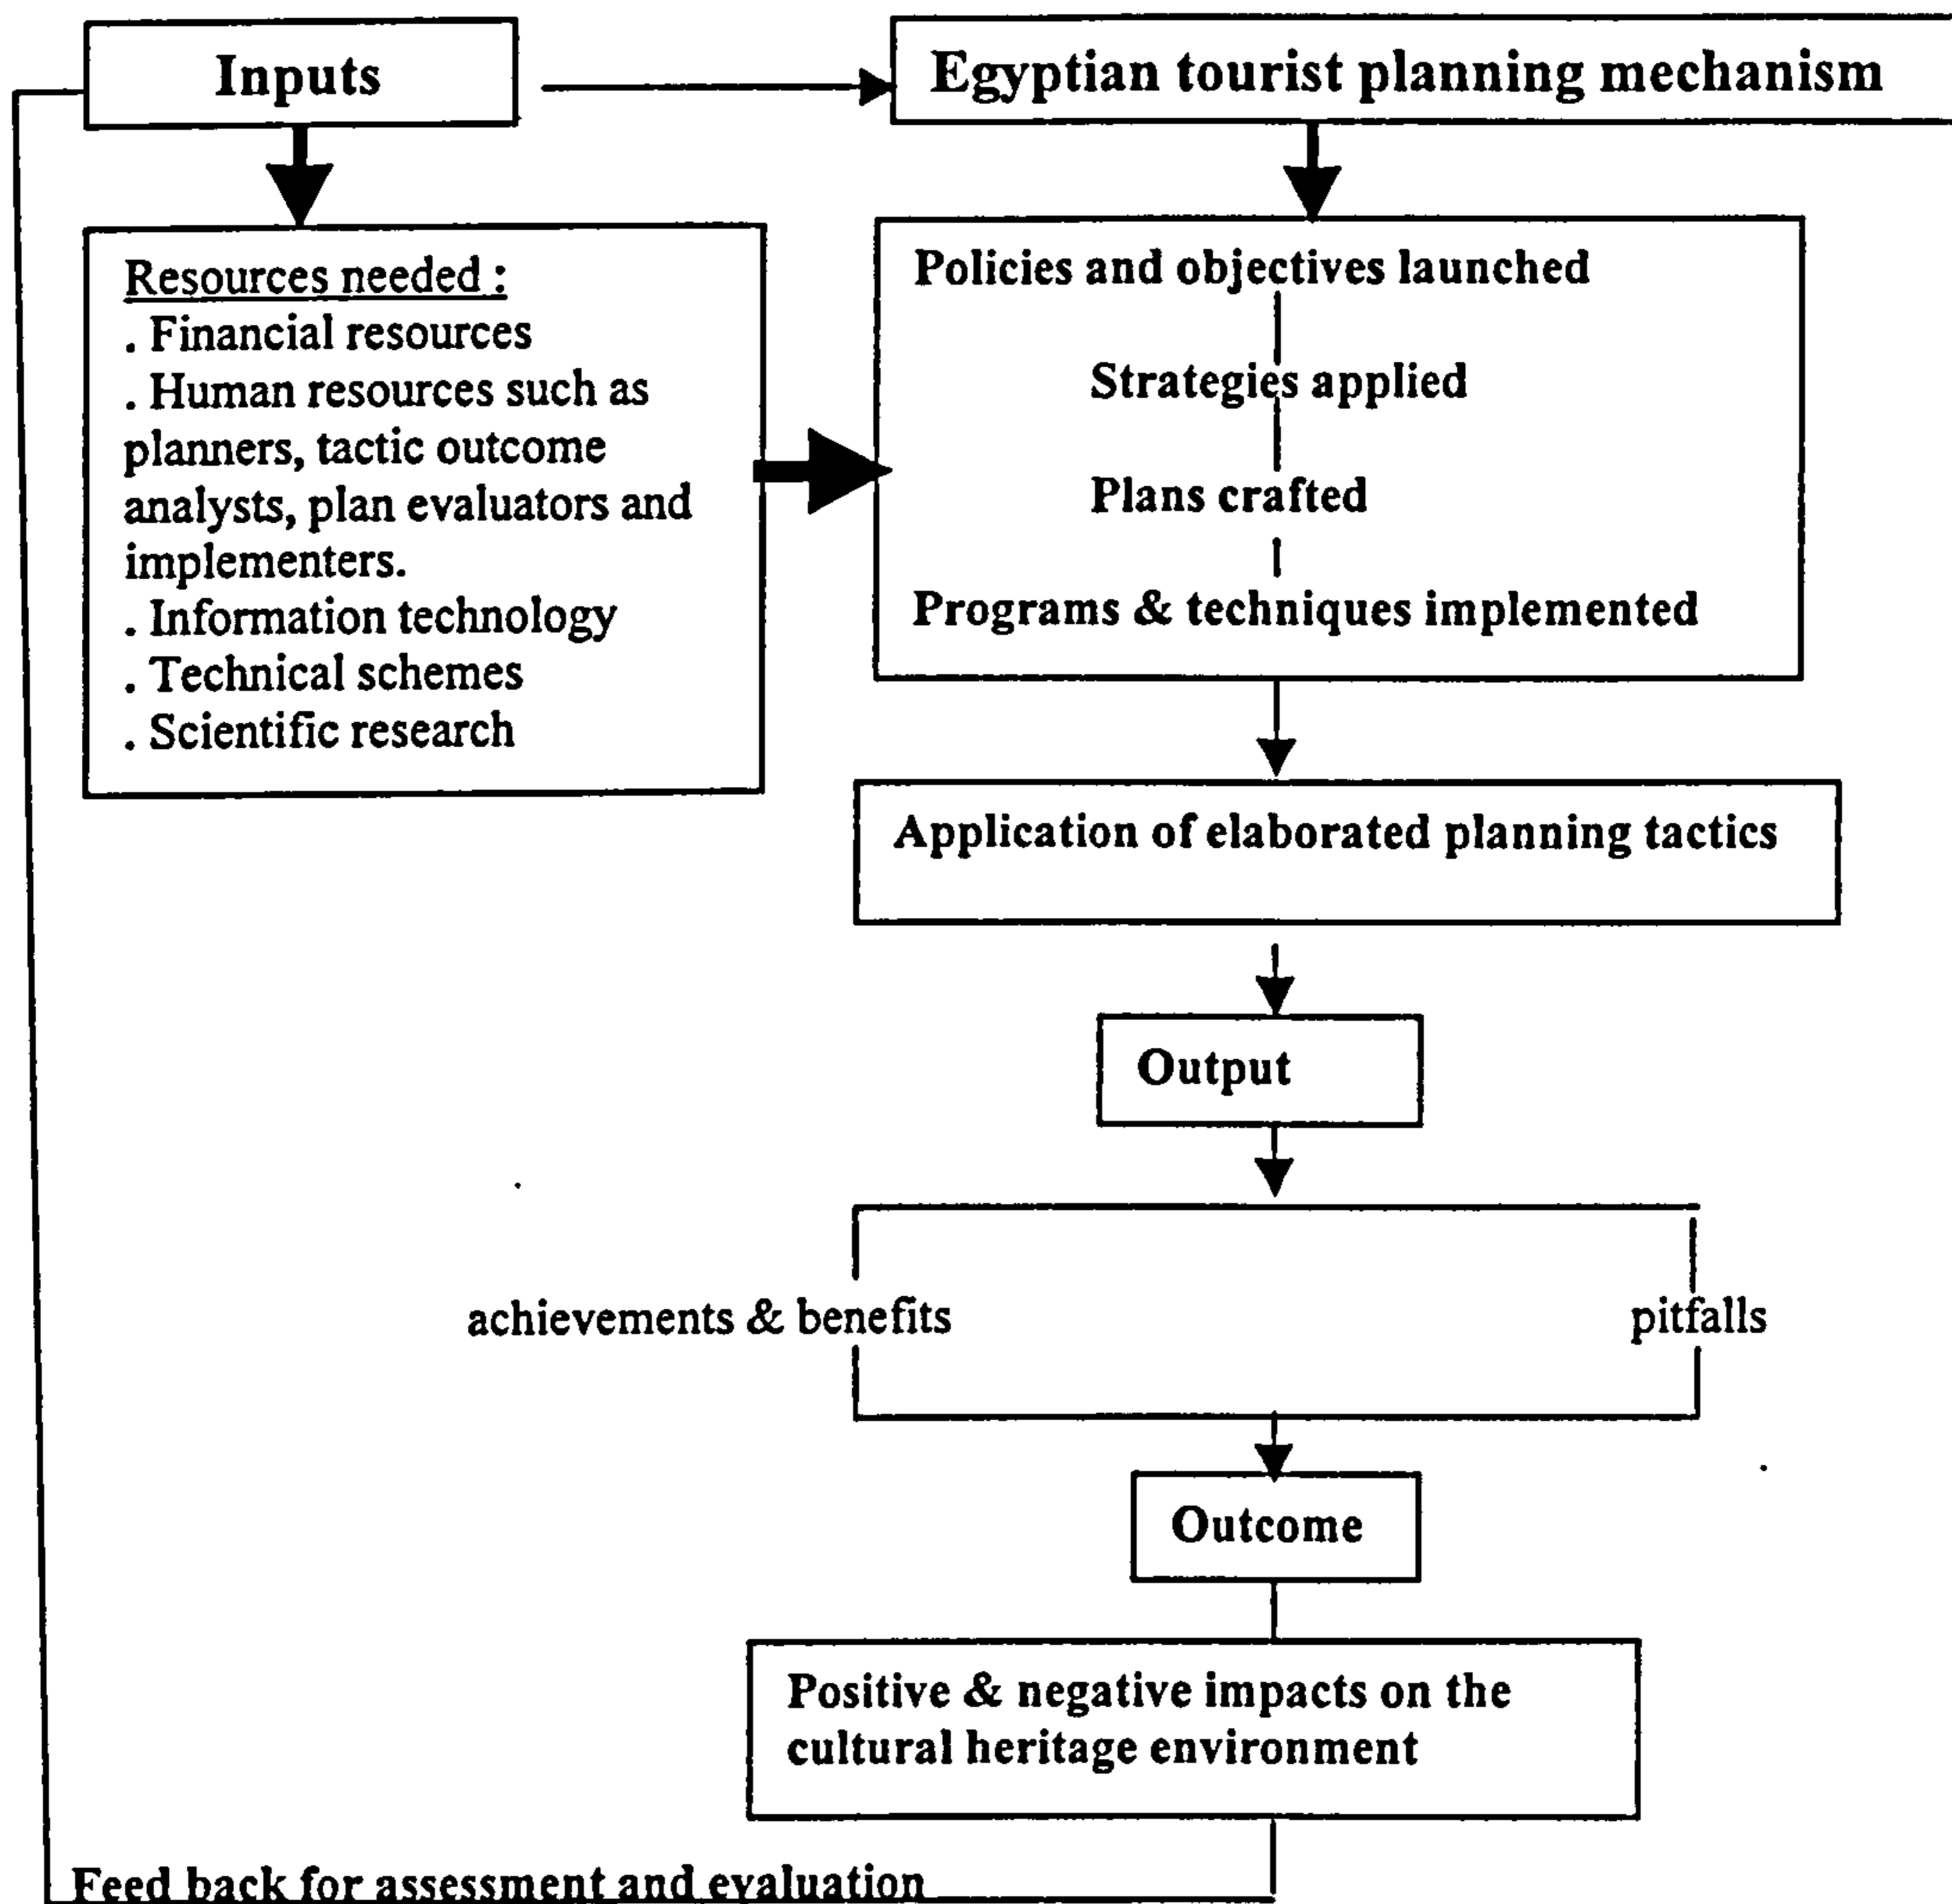 Inputs
Egyptian tourist planning mechanism
Resources needed :
. Financial resources
. Human resources such as
planners, tactic outcome
analysts, plan evaluators and
implementers.
. Information technology
. Technical schemes
. Scientific research
Policies and objectives launched
Strategies applied
Plans crafted
Programs & techniques implemented
Application of elaborated planning tactics
Output
achievements & benefits
pitfalls
Outcome
Positive & negative impacts on the
cultural heritage environment
Feed back for assessment and evaluation